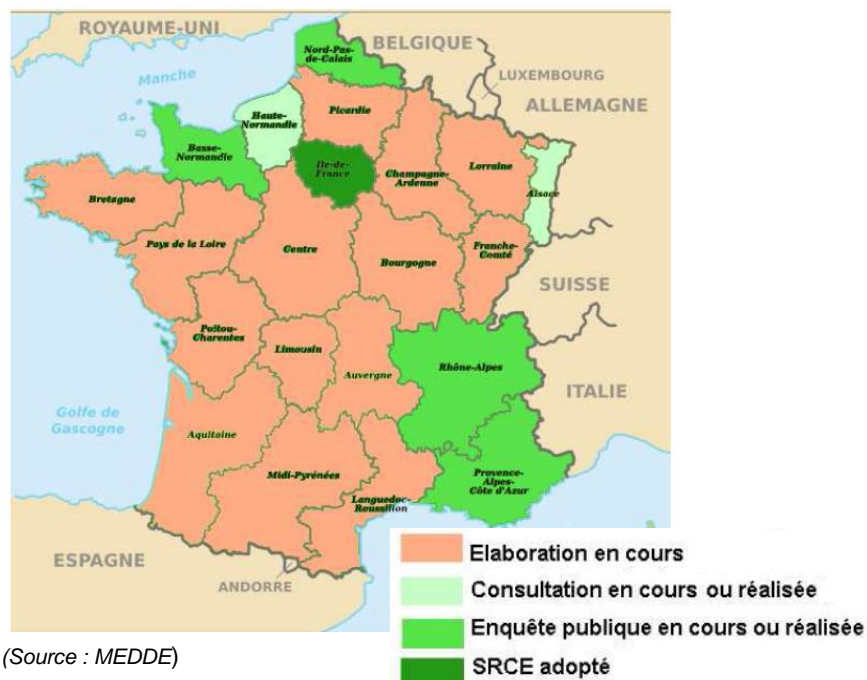 ROYAUME-UNI
Nord-Pas-
de-Calais
BELGIQUE
LUXEMBOURG
ALLEMAGNE
Manche
Haute-
Normandie
Picardie
Basse-
Normandie
Ile-de-
France
Champagne-
Ardenne
Lorraine
Alsace
Bretagne
Pays de la Loire
Centre
Bourgogne
Franche-
Comté
SUISSE
Poitou-
Charentes
Limousin
Auvergne
Rhône-Alpes
ITALIE
Golfe de
Gascogne
Aquitaine
Midi-Pyrénées
Languedoc-
Roussillon
Provence-
Alpes-
Côte d'Azur
ESPAGNE
ANDORRE
Elaboration en cours
Consultation en cours ou réalisée
Enquête publique en cours ou réalisée
SRCE adopté
(Source : MEDDE)